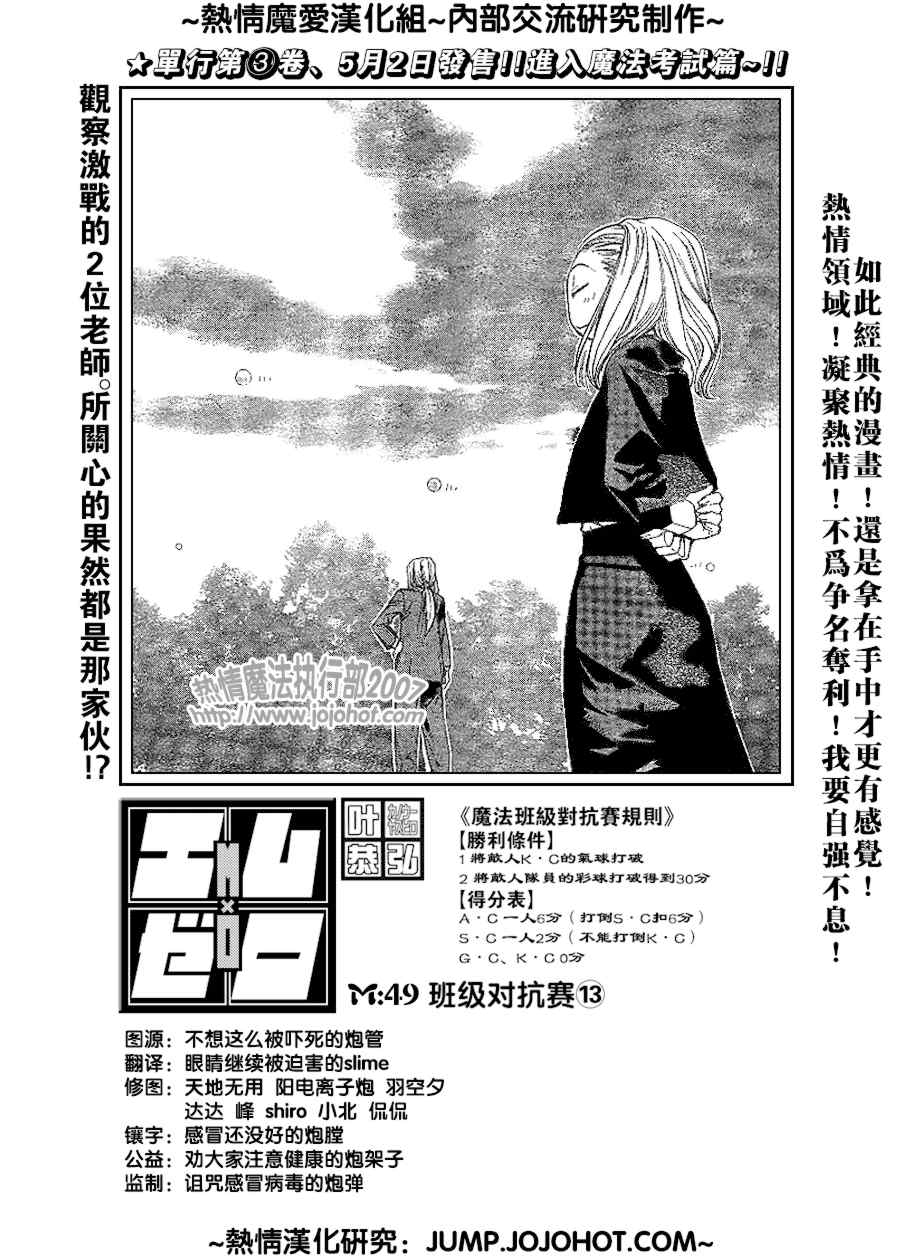 ~熱情魔愛漢化組~內部交流研究制作~
★單行第③卷、5月2日發售!!進入魔法考試篇~!!
觀察激戰的2位老師。所關心的果然都是那家伙!?
如此經典的漫畫！還是拿在手中才更有感覺！
熱情領域！凝聚熱情！不爲争名奪利！我要自强不息！
熱情魔法执行部2007
http://www.jojohot.com
エム
×
ゼロ
叶
恭弘
《魔法班級對抗賽規則》
【勝利條件】
1 將敵人K・C的氣球打破
2 將敵人隊員的彩球打破得到30分
【得分表】
A・C 一人6分（打倒S・C扣6分）
S・C 一人2分（不能打倒K・C）
G・C、K・C 0分
M:49 班级对抗赛⑬
图源：不想这么被吓死的炮管
翻译：眼睛继续被迫害的slime
修图：天地无用 阳电离子炮 羽空夕
达达 峰 shiro 小北 侃侃
镶字：感冒还没好的炮膛
公益：劝大家注意健康的炮架子
监制：诅咒感冒病毒的炮弹
~熱情漢化研究：JUMP.JOJOHOT.COM~